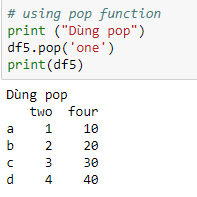 # using pop function
print ("Dùng pop")
df5.pop('one')
print(df5)
Dùng pop
   two  four
a    1    10
b    2    20
c    3    30
d    4    40